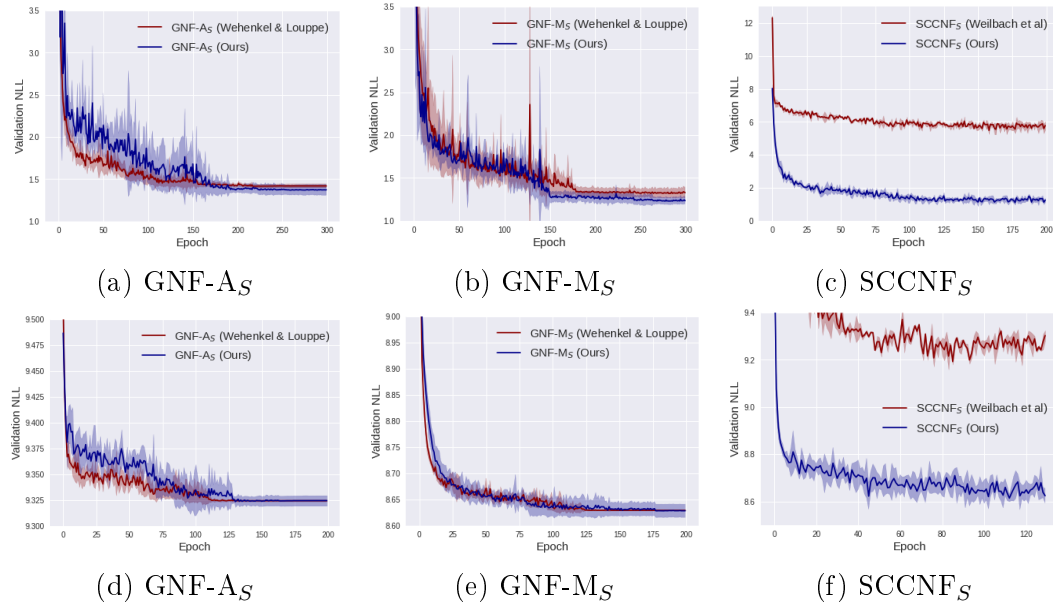 3.5
3.0
2.5
2.0
1.5
1.0
Validation NLL
GNF-A_S (Wehenkel & Louppe)
GNF-A_S (Ours)
0 50 100 150 200 250 300
Epoch
(a) GNF-A_S
3.5
3.0
2.5
2.0
1.5
1.0
Validation NLL
GNF-M_S (Wehenkel & Louppe)
GNF-M_S (Ours)
0 50 100 150 200 250 300
Epoch
(b) GNF-M_S
12
10
8
6
4
2
0
Validation NLL
SCCNF_S (Weilbach et al)
SCCNF_S (Ours)
0 25 50 75 100 125 150 175 200
Epoch
(c) SCCNF_S
9.500
9.475
9.450
9.425
9.400
9.375
9.350
9.325
9.300
Validation NLL
GNF-A_S (Wehenkel & Louppe)
GNF-A_S (Ours)
0 25 50 75 100 125 150 175 200
Epoch
(d) GNF-A_S
9.00
8.95
8.90
8.85
8.80
8.75
8.70
8.65
8.60
Validation NLL
GNF-M_S (Wehenkel & Louppe)
GNF-M_S (Ours)
0 25 50 75 100 125 150 175 200
Epoch
(e) GNF-M_S
9.4
9.2
9.0
8.8
8.6
Validation NLL
SCCNF_S (Weilbach et al)
SCCNF_S (Ours)
0 20 40 60 80 100 120
Epoch
(f) SCCNF_S